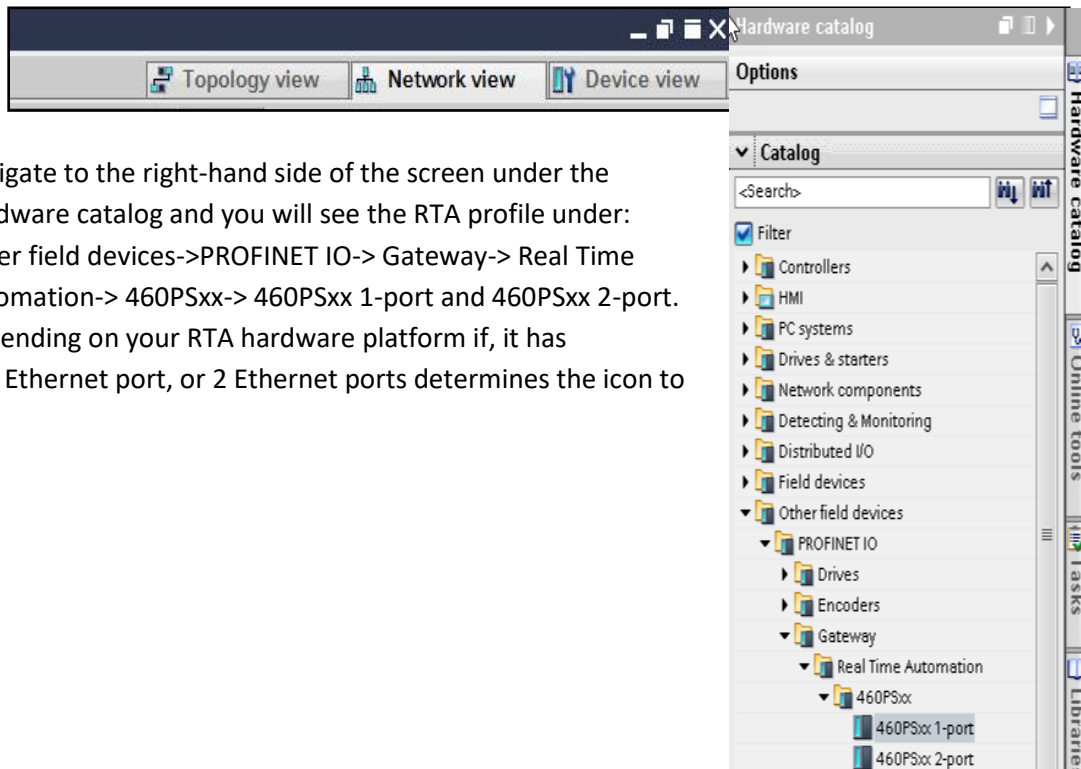 Topology view
Network view
Device view
igate to the right-hand side of the screen under the
dware catalog and you will see the RTA profile under:
er field devices->PROFINET IO-> Gateway-> Real Time
omation-> 460PSxx-> 460PSxx 1-port and 460PSxx 2-port.
ending on your RTA hardware platform if, it has
Ethernet port, or 2 Ethernet ports determines the icon to
Hardware catalog
Options
Catalog
<Search>
Filter
Controllers
HMI
PC systems
Drives & starters
Network components
Detecting & Monitoring
Distributed I/O
Field devices
Other field devices
PROFINET IO
Drives
Encoders
Gateway
Real Time Automation
460PSxx
460PSxx 1-port
460PSxx 2-port
Hardware catalog
Online tools
Tasks
Libraries